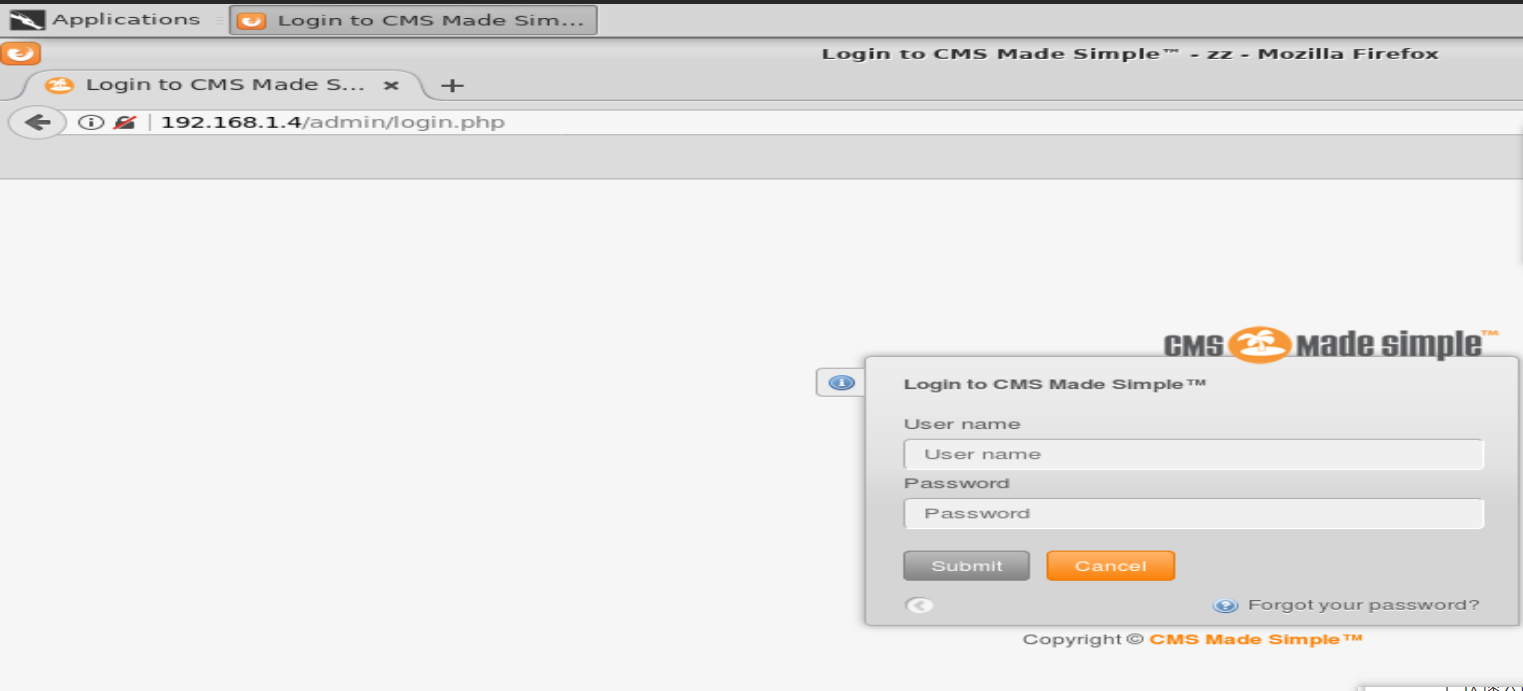 Applications
Login to CMS Made Sim...
Login to CMS Made Simple™ - zz - Mozilla Firefox
Login to CMS Made S...
192.168.1.4/admin/login.php
CMS made simple™
Login to CMS Made Simple™
User name
User name
Password
Password
Submit Cancel
Forgot your password?
Copyright © CMS Made Simple™